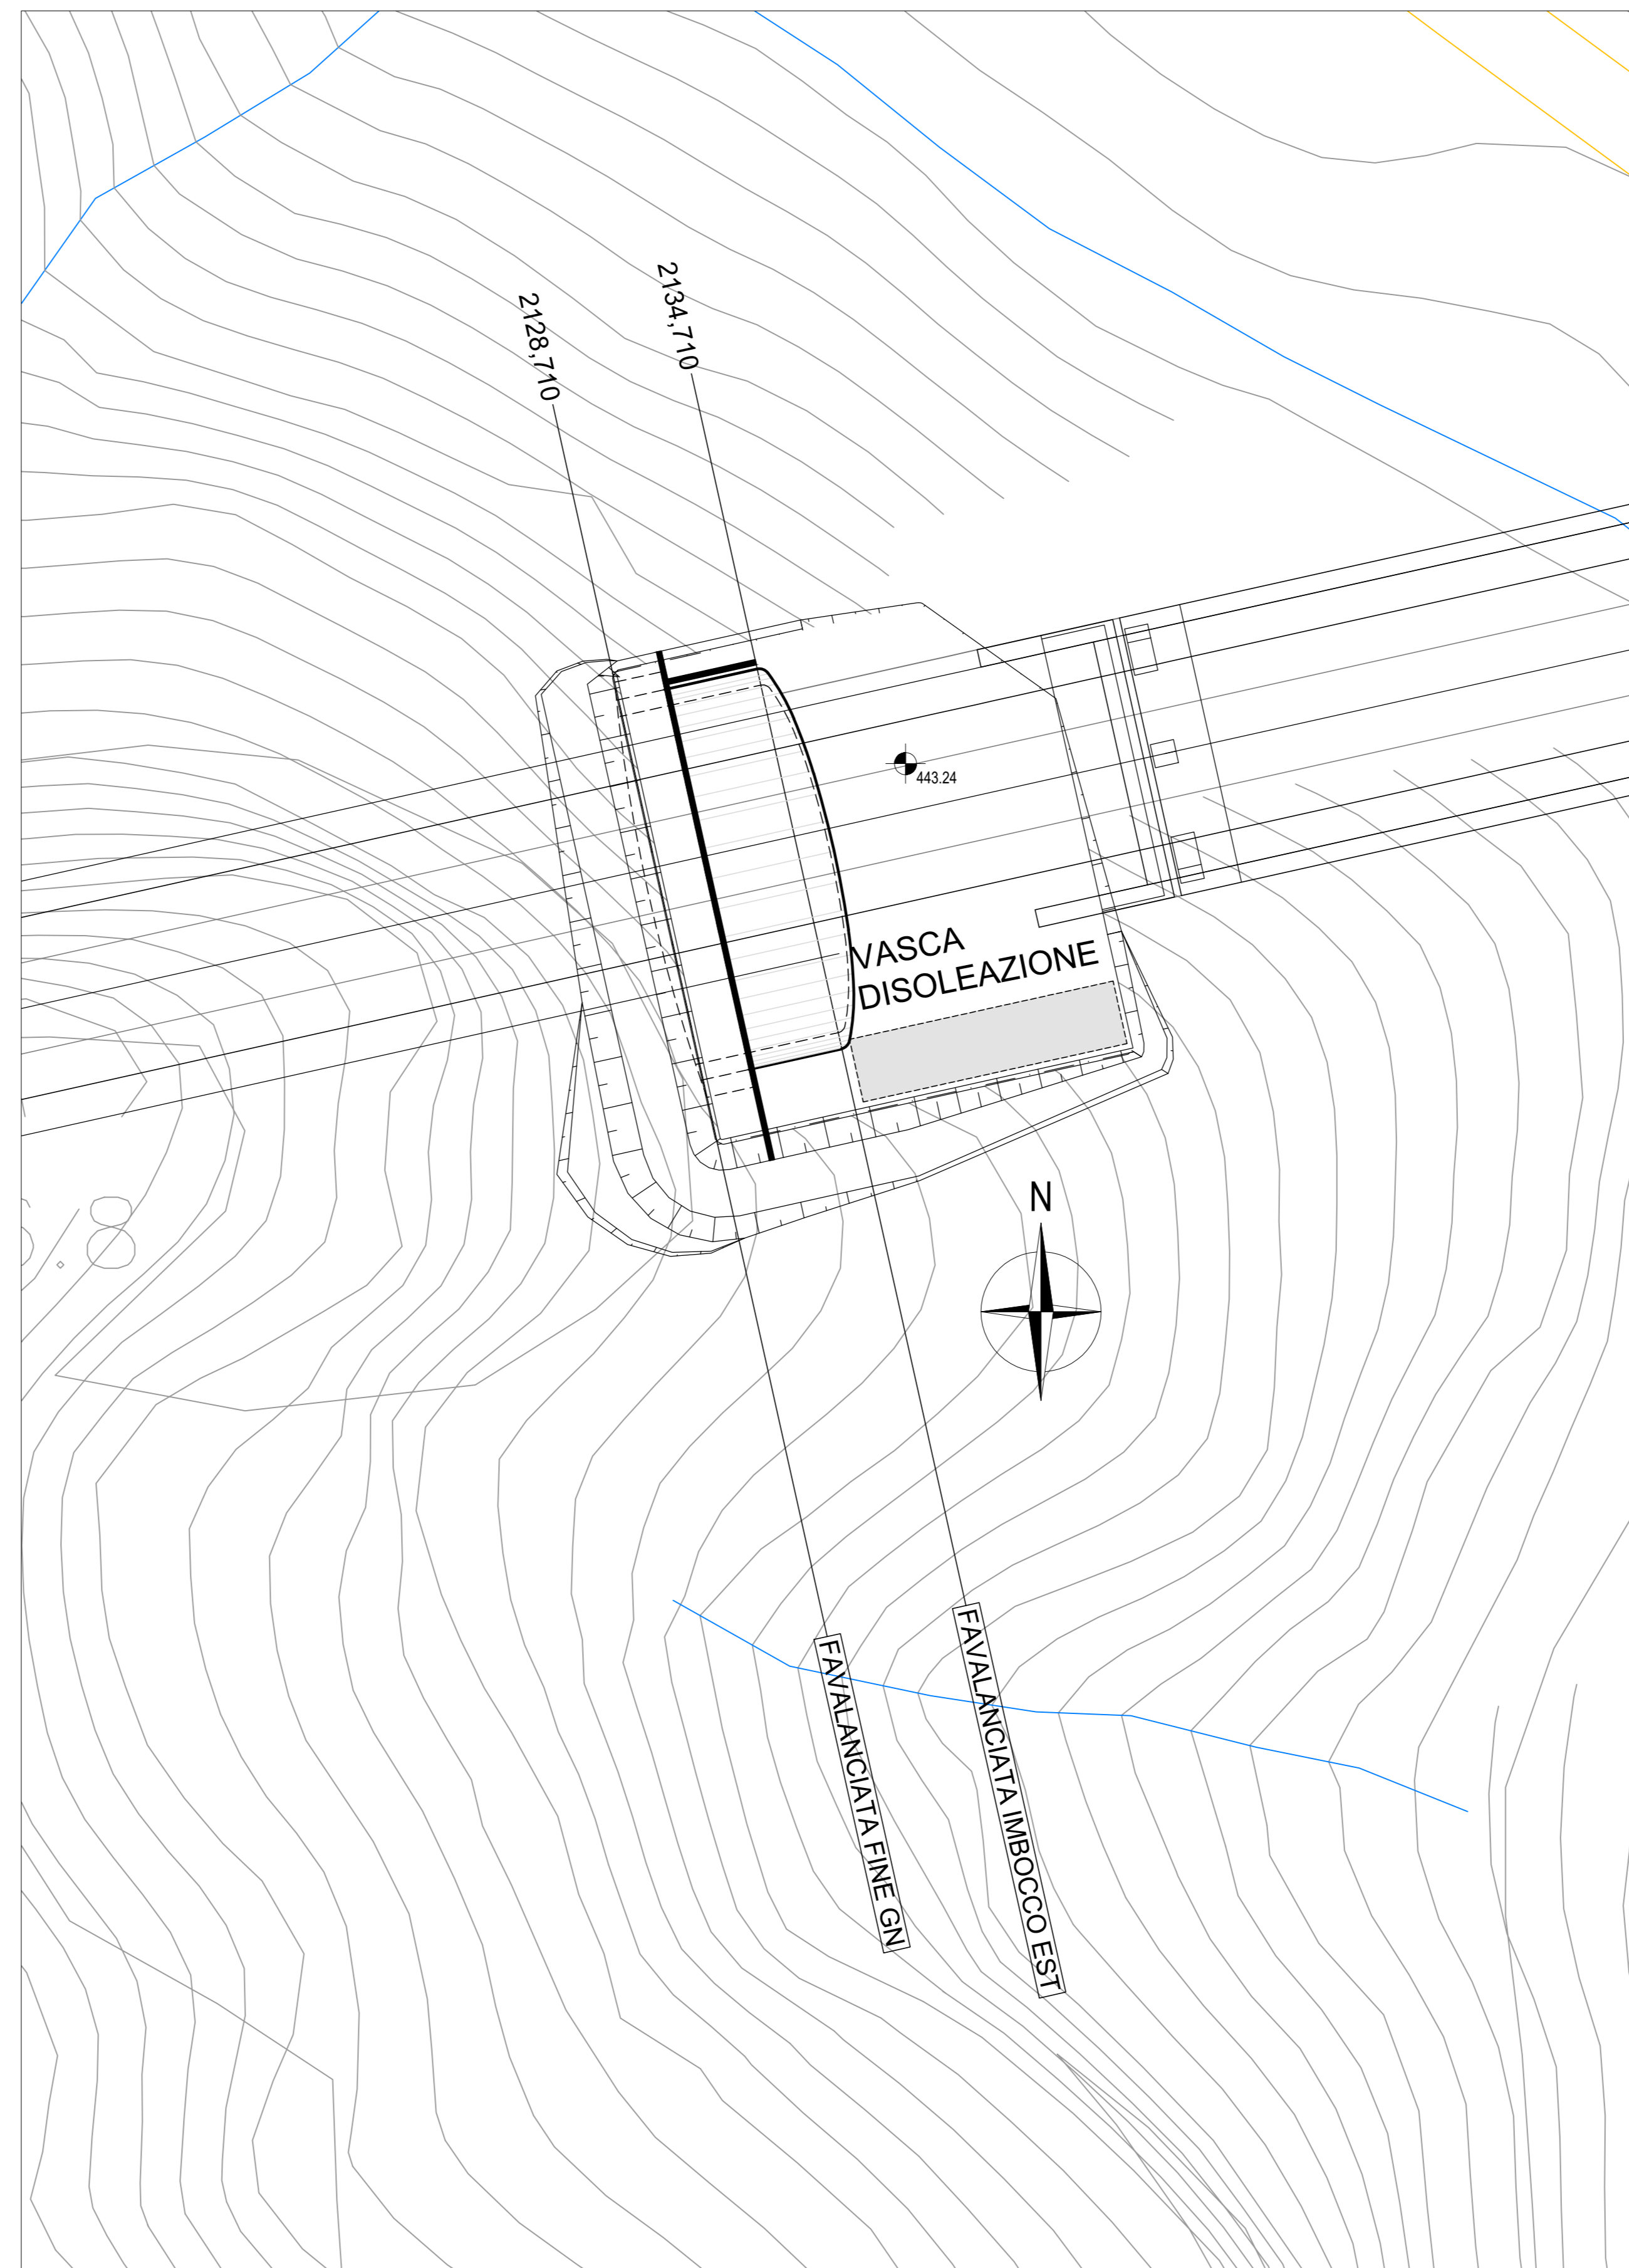 2134,710
2128,710
443.24
VASCA
DISOLEAZIONE
N
FAVALANCIATA FINE GN
FAVALANCIATA IMBOCCO EST